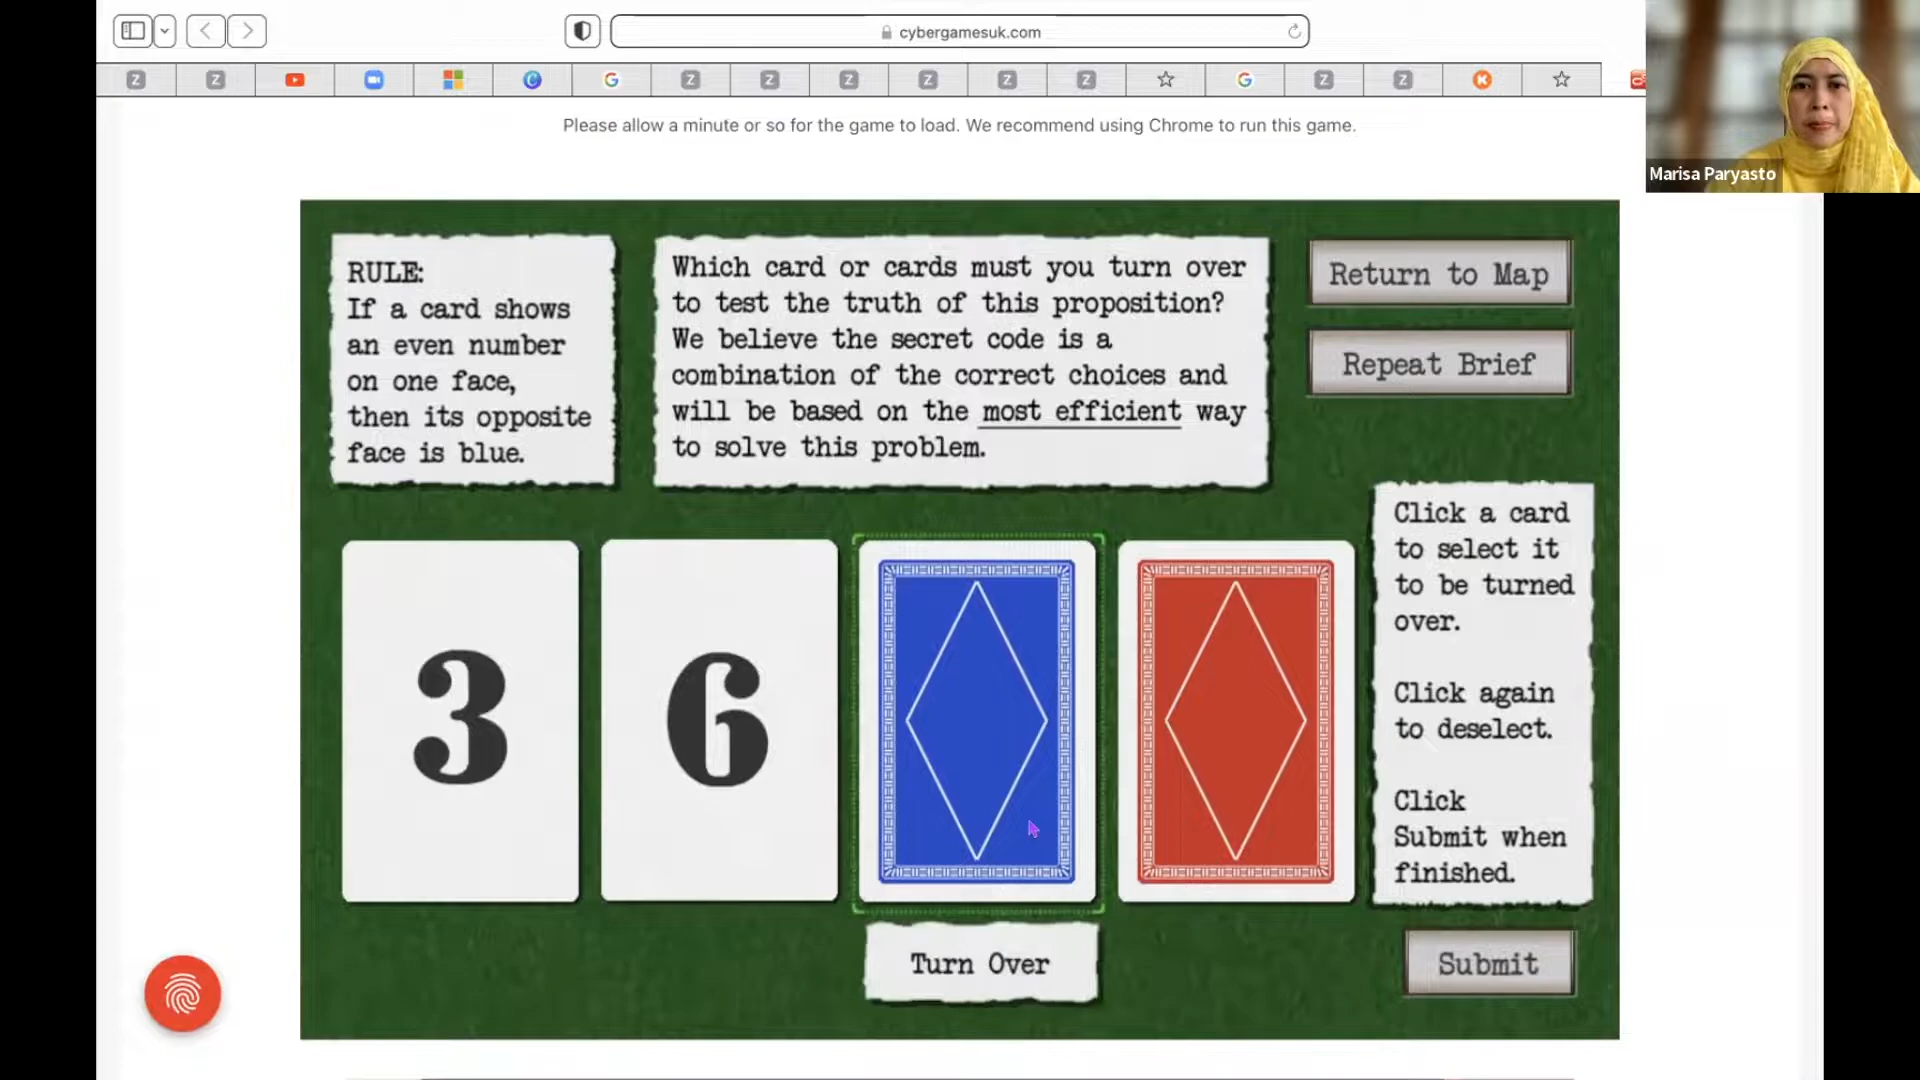 cybergamesuk.com
Please allow a minute or so for the game to load. We recommend using Chrome to run this game.
Marisa Paryasto
RULE:
If a card shows
an even number
on one face,
then its opposite
face is blue.
Which card or cards must you turn over
to test the truth of this proposition?
We believe the secret code is a
combination of the correct choices and
will be based on the most efficient way
to solve this problem.
Return to Map
Repeat Brief
Click a card
to select it
to be turned
over.
Click again
to deselect.
Click
Submit when
finished.
3
6
Turn Over
Submit